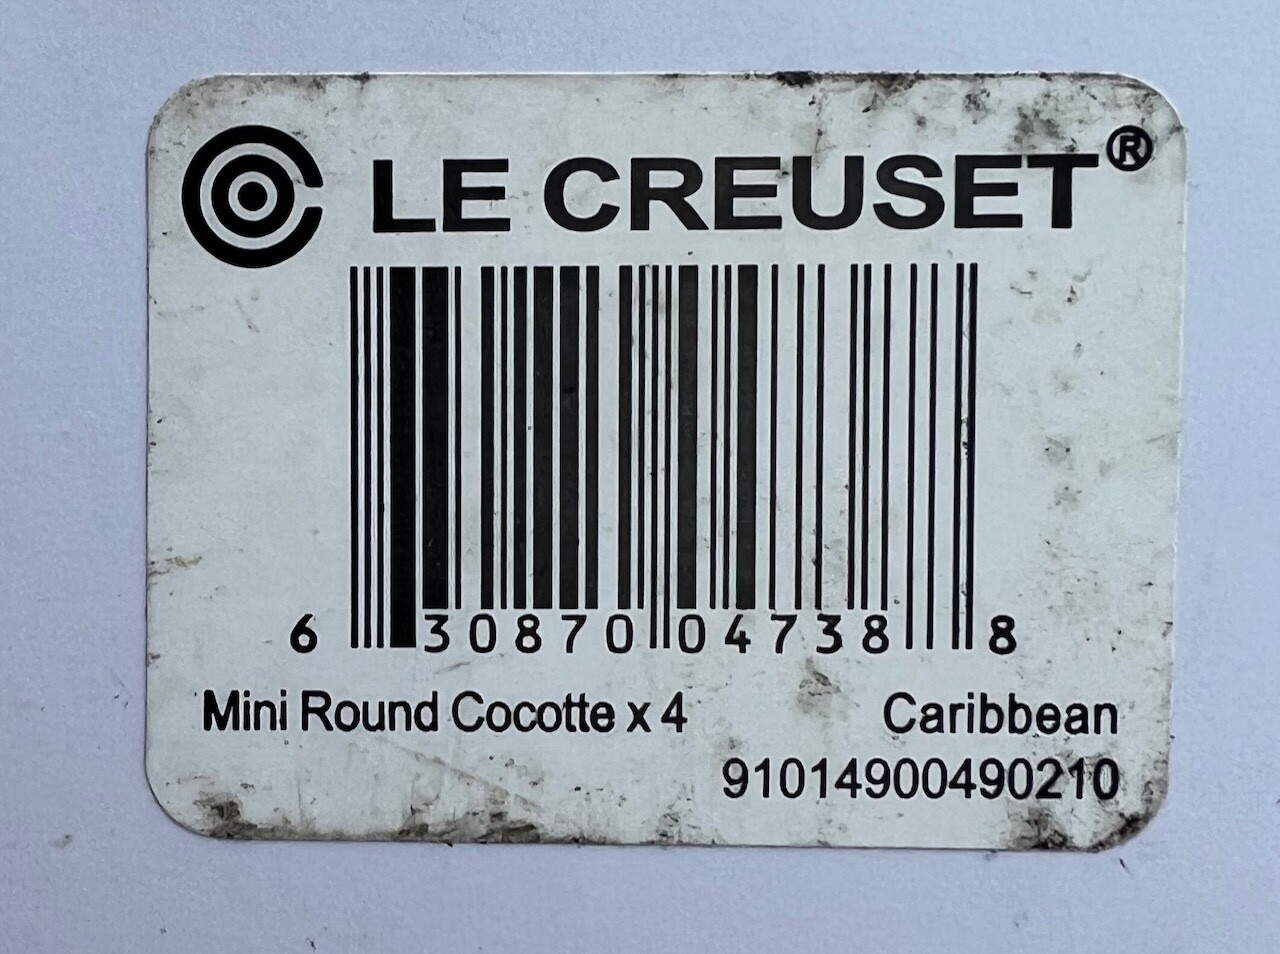 LE CREUSET®
6 30870 04738 8
Mini Round Cocotte x 4 Caribbean
91014900490210